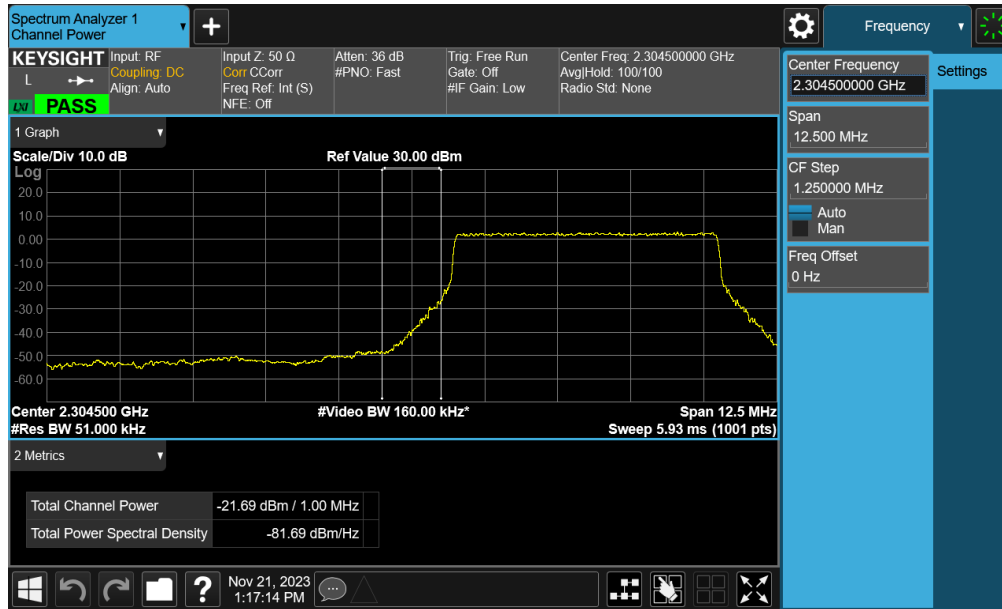 Spectrum Analyzer 1
Channel Power
+
Frequency
KEYSIGHT
L
LXI PASS
Input: RF
Coupling: DC
Align: Auto
Input Z: 50 Ω
Corr CCorr
Freq Ref: Int (S)
NFE: Off
Atten: 36 dB
#PNO: Fast
Trig: Free Run
Gate: Off
#IF Gain: Low
Center Freq: 2.304500000 GHz
Avg|Hold: 100/100
Radio Std: None
Center Frequency
2.304500000 GHz
Settings
Span
12.500 MHz
CF Step
1.250000 MHz
Auto
Man
Freq Offset
0 Hz
1 Graph
Scale/Div 10.0 dB
Ref Value 30.00 dBm
Log
20.0
10.0
0.00
-10.0
-20.0
-30.0
-40.0
-50.0
-60.0
Center 2.304500 GHz
#Video BW 160.00 kHz*
Span 12.5 MHz
#Res BW 51.000 kHz
Sweep 5.93 ms (1001 pts)
2 Metrics
Total Channel Power -21.69 dBm / 1.00 MHz
Total Power Spectral Density -81.69 dBm/Hz
?
Nov 21, 2023
1:17:14 PM